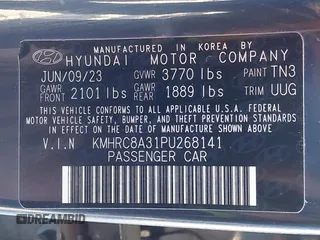 MANUFACTURED IN KOREA BY
HYUNDAI MOTOR COMPANY
JUN/09/23 GVWR 3770 lbs PAINT TN3
GAWR FRONT 2101 lbs GAWR REAR 1889 lbs TRIM UUG
THIS VEHICLE CONFORMS TO ALL APPLICABLE U.S.A. FEDERAL
MOTOR VEHICLE SAFETY, BUMPER, AND THEFT PREVENTION
STANDARDS IN EFFECT ON THE DATE OF MANUFACTURE SHOWN ABOVE.
V.I.N KMHRC8A31PU268141
PASSENGER CAR
AUTOBIDMASTER